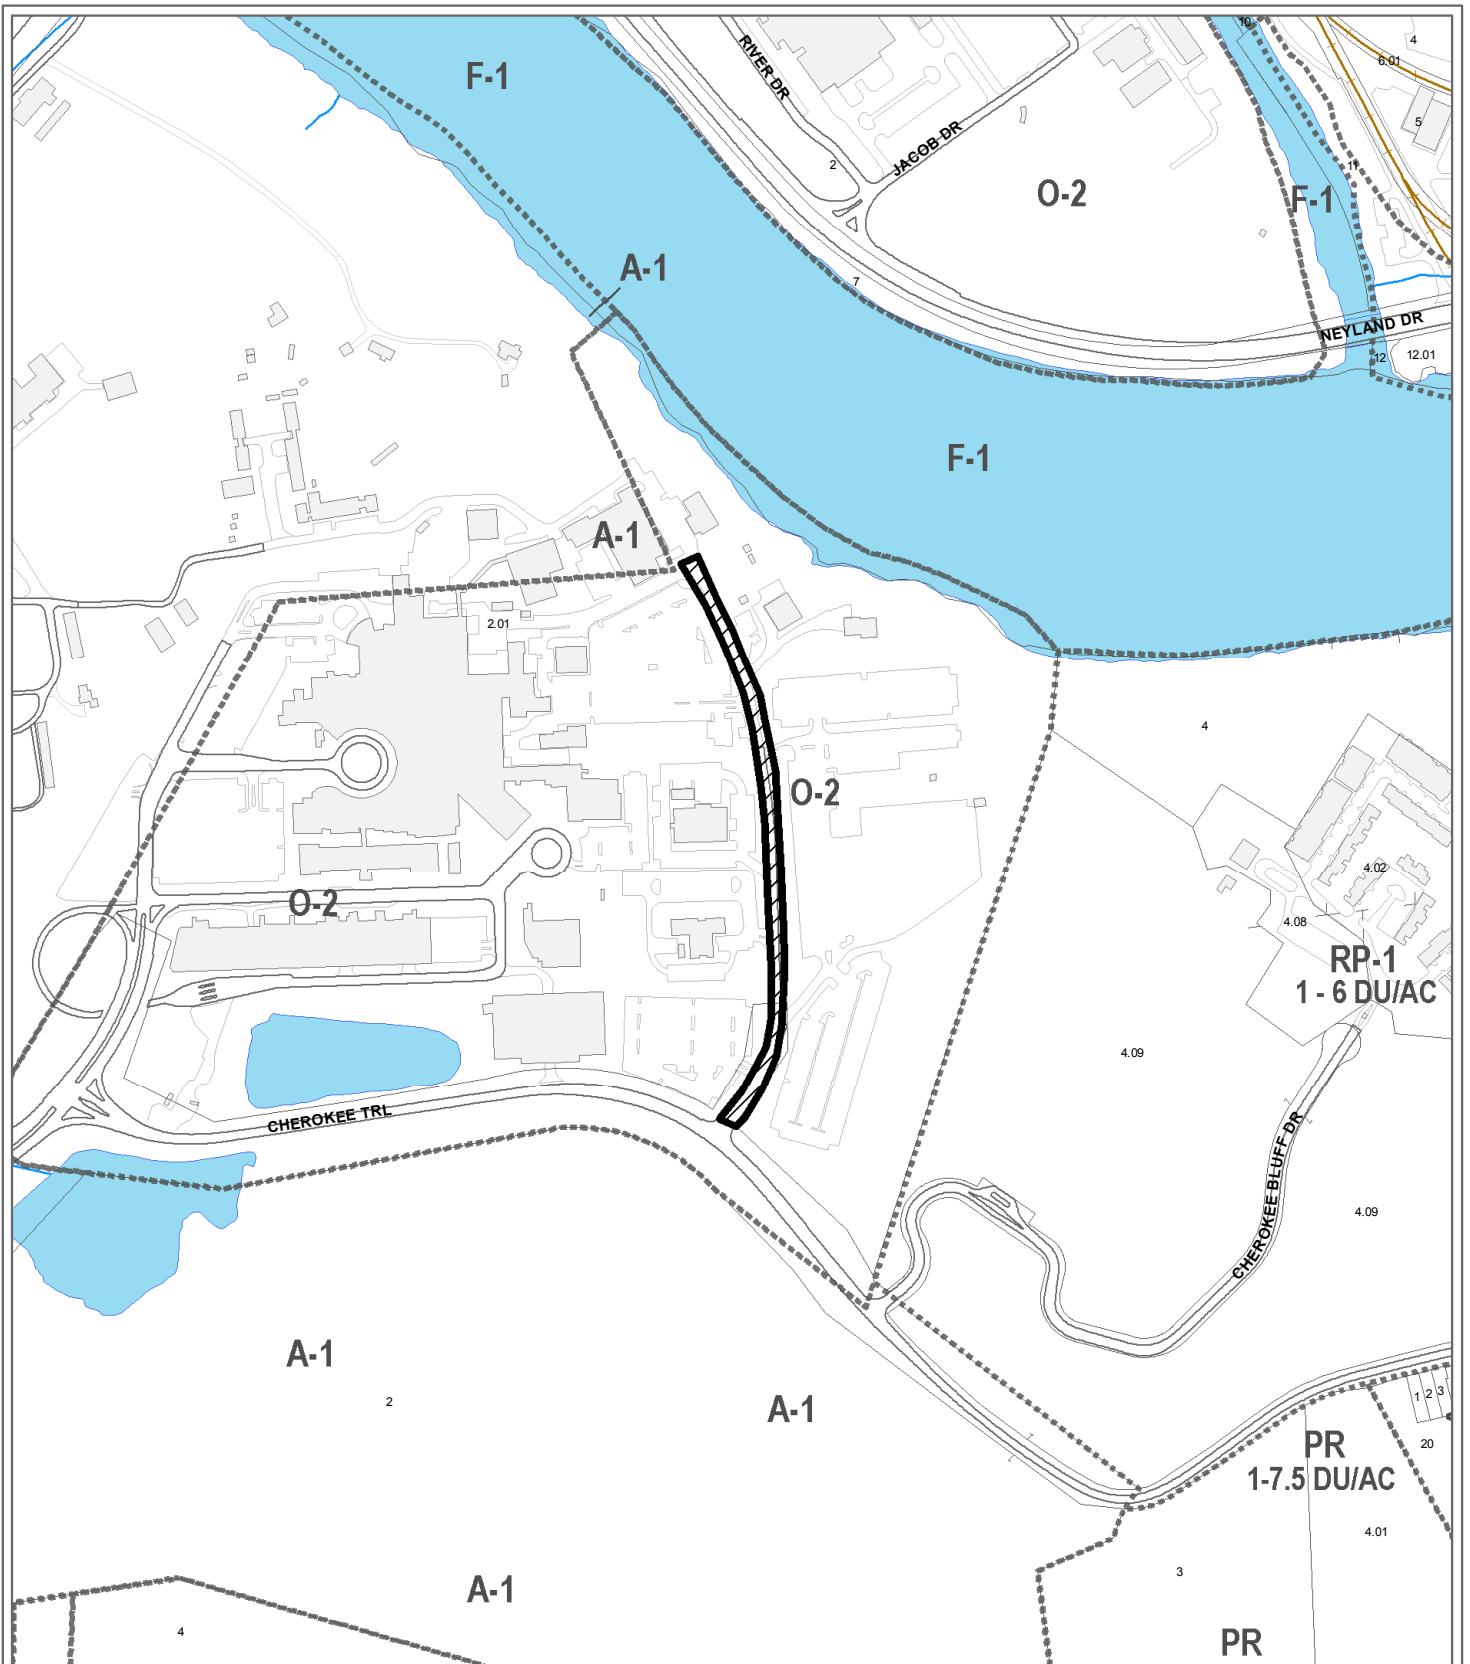 10
4
6.01
F-1
RIVER DR
5
JACOB DR
2
11
O-2
F-1
A-1
7
NEYLAND DR
12
12.01
F-1
A-1
2.01
4
O-2
4.02
O-2
4.08
RP-1
1 - 6 DU/AC
4.09
CHEROKEE TRL
CHEROKEE BLUFF DR
4.09
A-1
2
A-1
1 2 3
PR
20
1-7.5 DU/AC
4.01
3
A-1
4
PR